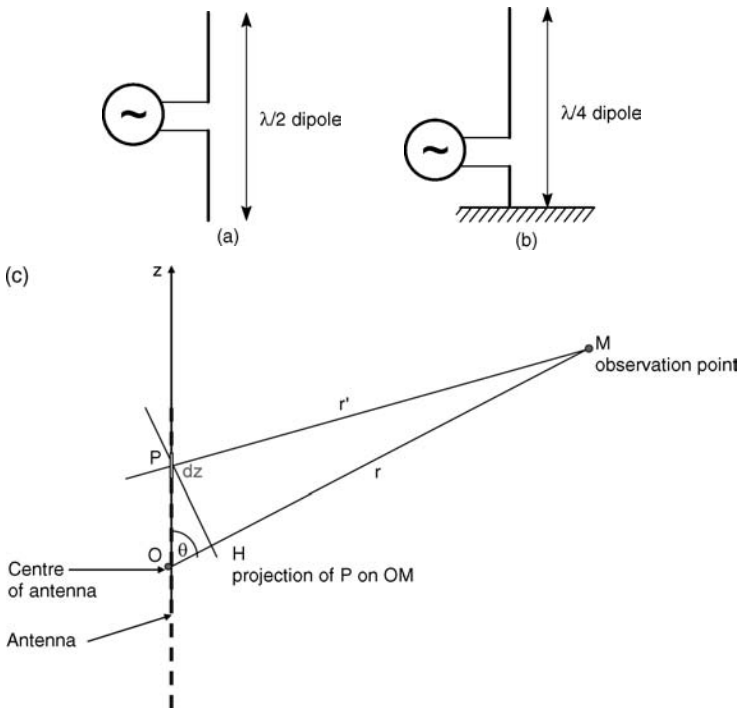 ~
λ/2 dipole
(a)
~
λ/4 dipole
(b)
(c)
z
M
observation point
r'
P
dz
r
O
θ
H
projection of P on OM
Centre
of antenna
Antenna